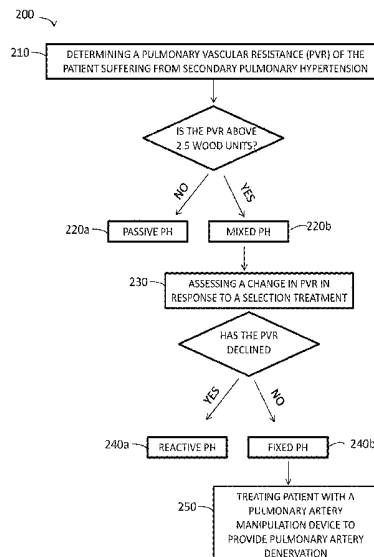 200
210
DETERMINING A PULMONARY VASCULAR RESISTANCE (PVR) OF THE
PATIENT SUFFERING FROM SECONDARY PULMONARY HYPERTENSION
IS THE PVR ABOVE
2.5 WOOD UNITS?
NO
YES
220a
PASSIVE PH
MIXED PH
220b
230
ASSESSING A CHANGE IN PVR IN
RESPONSE TO A SELECTION TREATMENT
HAS THE PVR
DECLINED
YES
NO
240a
REACTIVE PH
FIXED PH
240b
250
TREATING PATIENT WITH A
PULMONARY ARTERY
MANIPULATION DEVICE TO
PROVIDE PULMONARY ARTERY
DENERVATION